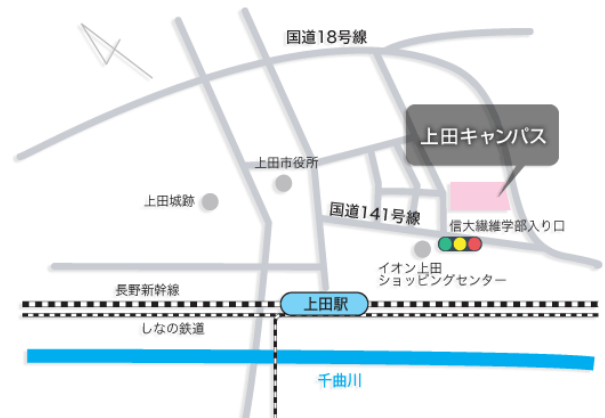 国道18号線
上田キャンパス
上田市役所
上田城跡
国道141号線
信大繊維学部入り口
イオン上田
ショッピングセンター
長野新幹線
上田駅
しなの鉄道
千曲川